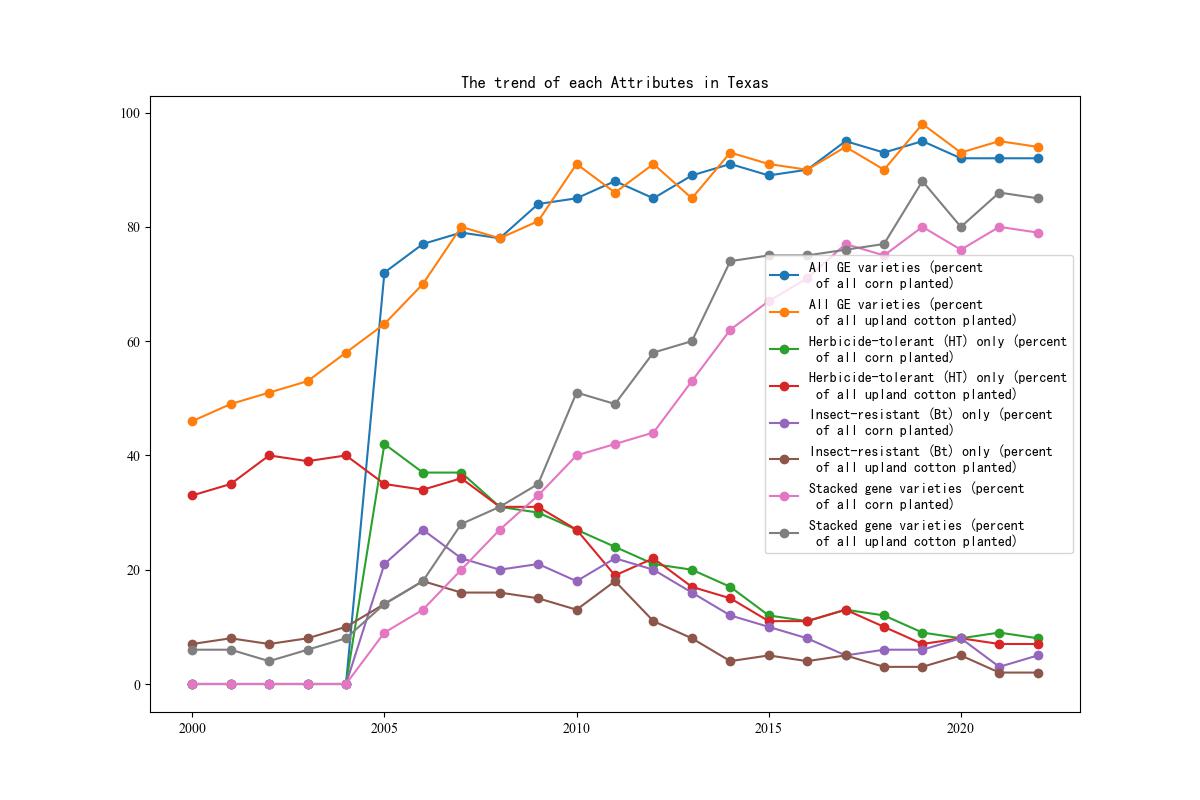 The trend of each Attributes in Texas
100
80
60
40
20
0
2000
2005
2010
2015
2020
All GE varieties (percent
of all corn planted)
All GE varieties (percent
of all upland cotton planted)
Herbicide-tolerant (HT) only (percent
of all corn planted)
Herbicide-tolerant (HT) only (percent
of all upland cotton planted)
Insect-resistant (Bt) only (percent
of all corn planted)
Insect-resistant (Bt) only (percent
of all upland cotton planted)
Stacked gene varieties (percent
of all corn planted)
Stacked gene varieties (percent
of all upland cotton planted)